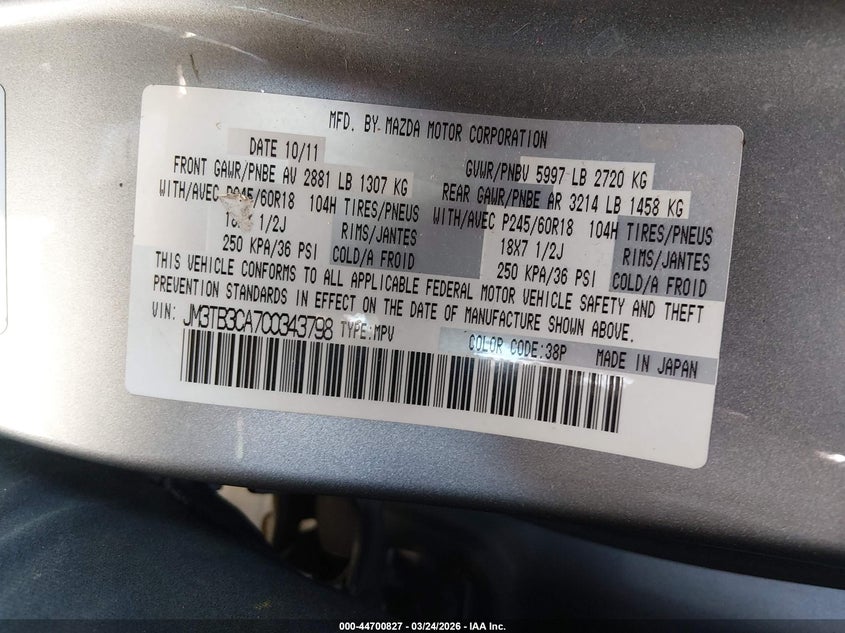 MFD. BY MAZDA MOTOR CORPORATION
DATE 10/11
GVWR/PNBV 5997 LB 2720 KG
FRONT GAWR/PNBE AV 2881 LB 1307 KG
REAR GAWR/PNBE AR 3214 LB 1458 KG
WITH/AVEC P245/60R18 104H TIRES/PNEUS
WITH/AVEC P245/60R18 104H TIRES/PNEUS
18 1/2J RIMS/JANTES
18X7 1/2J RIMS/JANTES
250 KPA/36 PSI COLD/A FROID
250 KPA/36 PSI COLD/A FROID
THIS VEHICLE CONFORMS TO ALL APPLICABLE FEDERAL MOTOR VEHICLE SAFETY AND THEFT
PREVENTION STANDARDS IN EFFECT ON THE DATE OF MANUFACTURE SHOWN ABOVE.
VIN: JM3TB3CA7C0343798 TYPE:MPV
COLOR CODE:38P MADE IN JAPAN
000-44700827 - 03/24/2026 - IAA Inc.